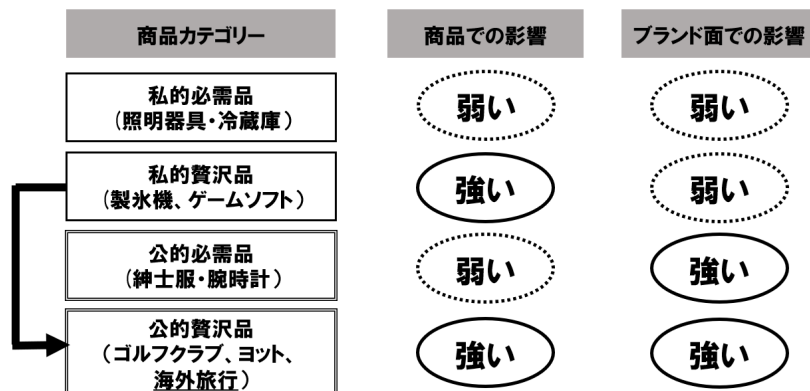 商品カテゴリー 商品での影響 ブランド面での影響
私的必需品
(照明器具・冷蔵庫) 弱い 弱い
私的贅沢品
(製氷機、ゲームソフト) 強い 弱い
公的必需品
(紳士服・腕時計) 弱い 強い
公的贅沢品
(ゴルフクラブ、ヨット、
海外旅行) 強い 強い